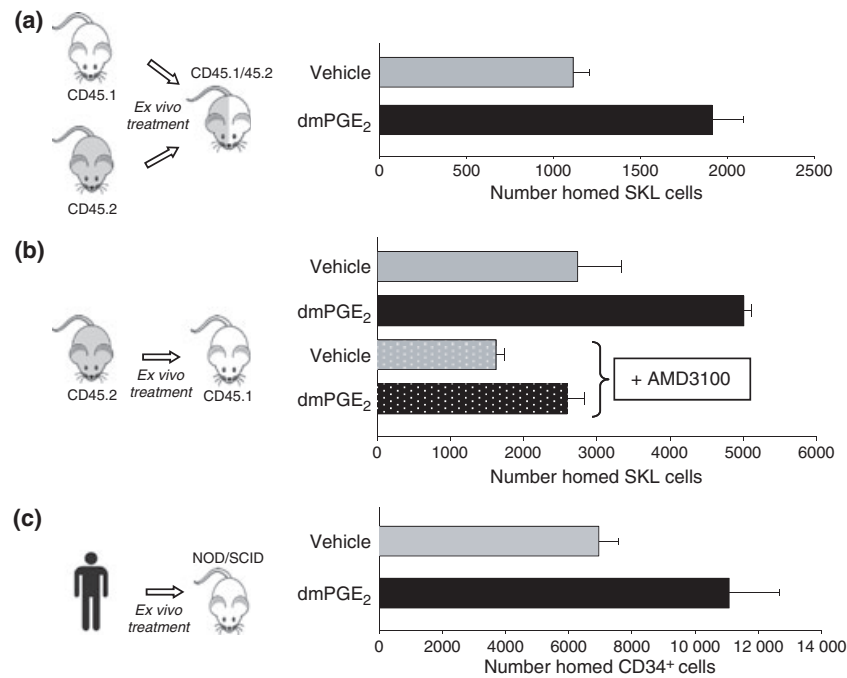 (a)
CD45.1
CD45.2
Ex vivo
treatment
CD45.1/45.2
Vehicle
dmPGE₂
0 500 1000 1500 2000 2500
Number homed SKL cells
(b)
CD45.2
Ex vivo
treatment
CD45.1
Vehicle
dmPGE₂
Vehicle
dmPGE₂
+ AMD3100
0 1000 2000 3000 4000 5000 6000
Number homed SKL cells
(c)
Ex vivo
treatment
NOD/SCID
Vehicle
dmPGE₂
0 2000 4000 6000 8000 10 000 12 000 14 000
Number homed CD34⁺ cells